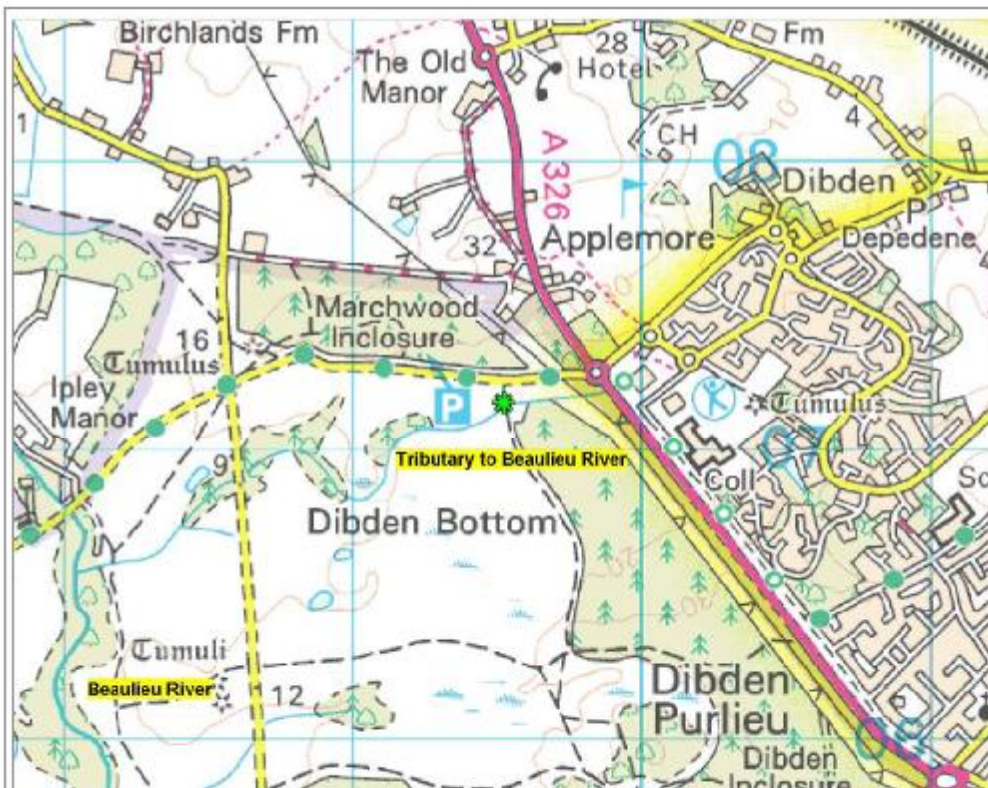 Birchlands Fm
The Old
Manor
28
Hotel
Fm
1
A 326
CH
08
4
Dibden
P
Depedene
32
Applemore
Marchwood
Inclosure
16
Tumulus
Ipley
Manor
P
Tumulus
07
9
Tributary to Beaulieu River
Coll
Dibden Bottom
Tumuli
Beaulieu River
12
Dibden
Purlieu
Dibden
Inclosure